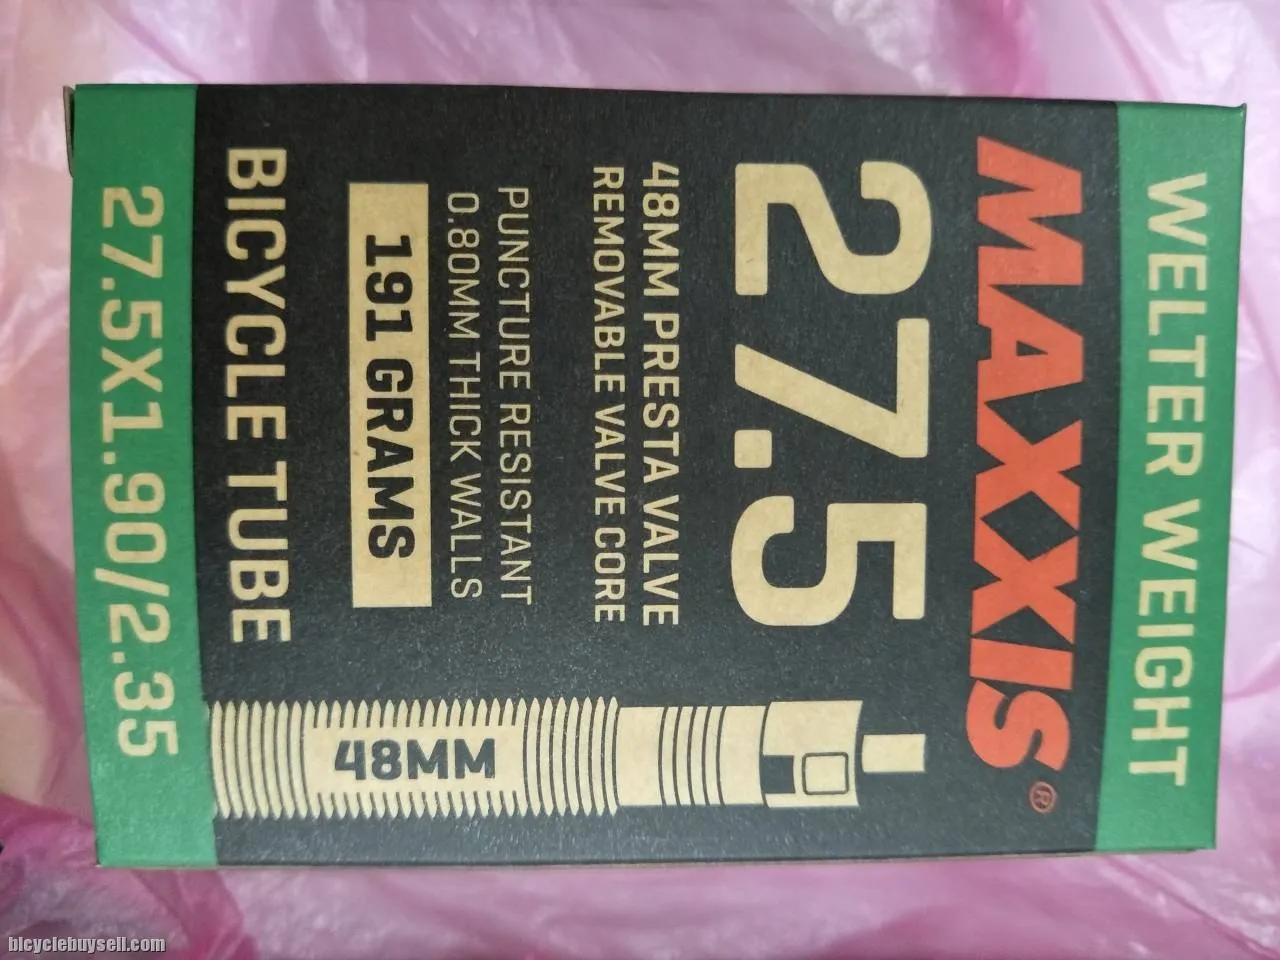 WELTER WEIGHT
MAXXIS®
27.5
48MM PRESTA VALVE
REMOVABLE VALVE CORE
PUNCTURE RESISTANT
0.80MM THICK WALLS
191 GRAMS
BICYCLE TUBE
48MM
27.5X1.90/2.35
bicyclebuysell.com